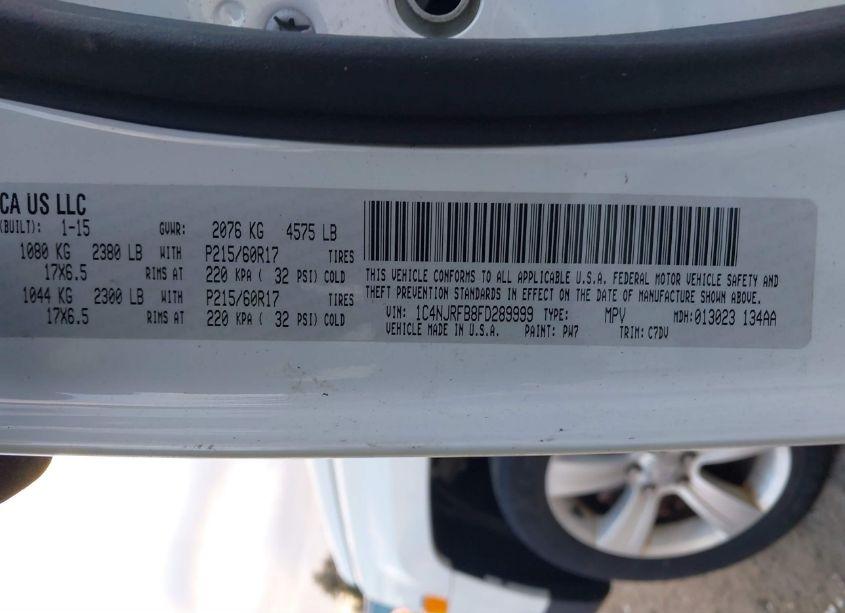 CA US LLC
(BUILT): 1-15 GVWR: 2076 KG 4575 LB
1080 KG 2380 LB WITH P215/60R17 TIRES
17X6.5 RIMS AT 220 KPA ( 32 PSI) COLD
1044 KG 2300 LB WITH P215/60R17 TIRES
17X6.5 RIMS AT 220 KPA ( 32 PSI) COLD
THIS VEHICLE CONFORMS TO ALL APPLICABLE U.S.A. FEDERAL MOTOR VEHICLE SAFETY AND
THEFT PREVENTION STANDARDS IN EFFECT ON THE DATE OF MANUFACTURE SHOWN ABOVE.
VIN: 1C4NJRFB8FD289999 TYPE: MPV MDH: 013023 134AA
VEHICLE MADE IN U.S.A. PAINT: PW7 TRIM: C7DV